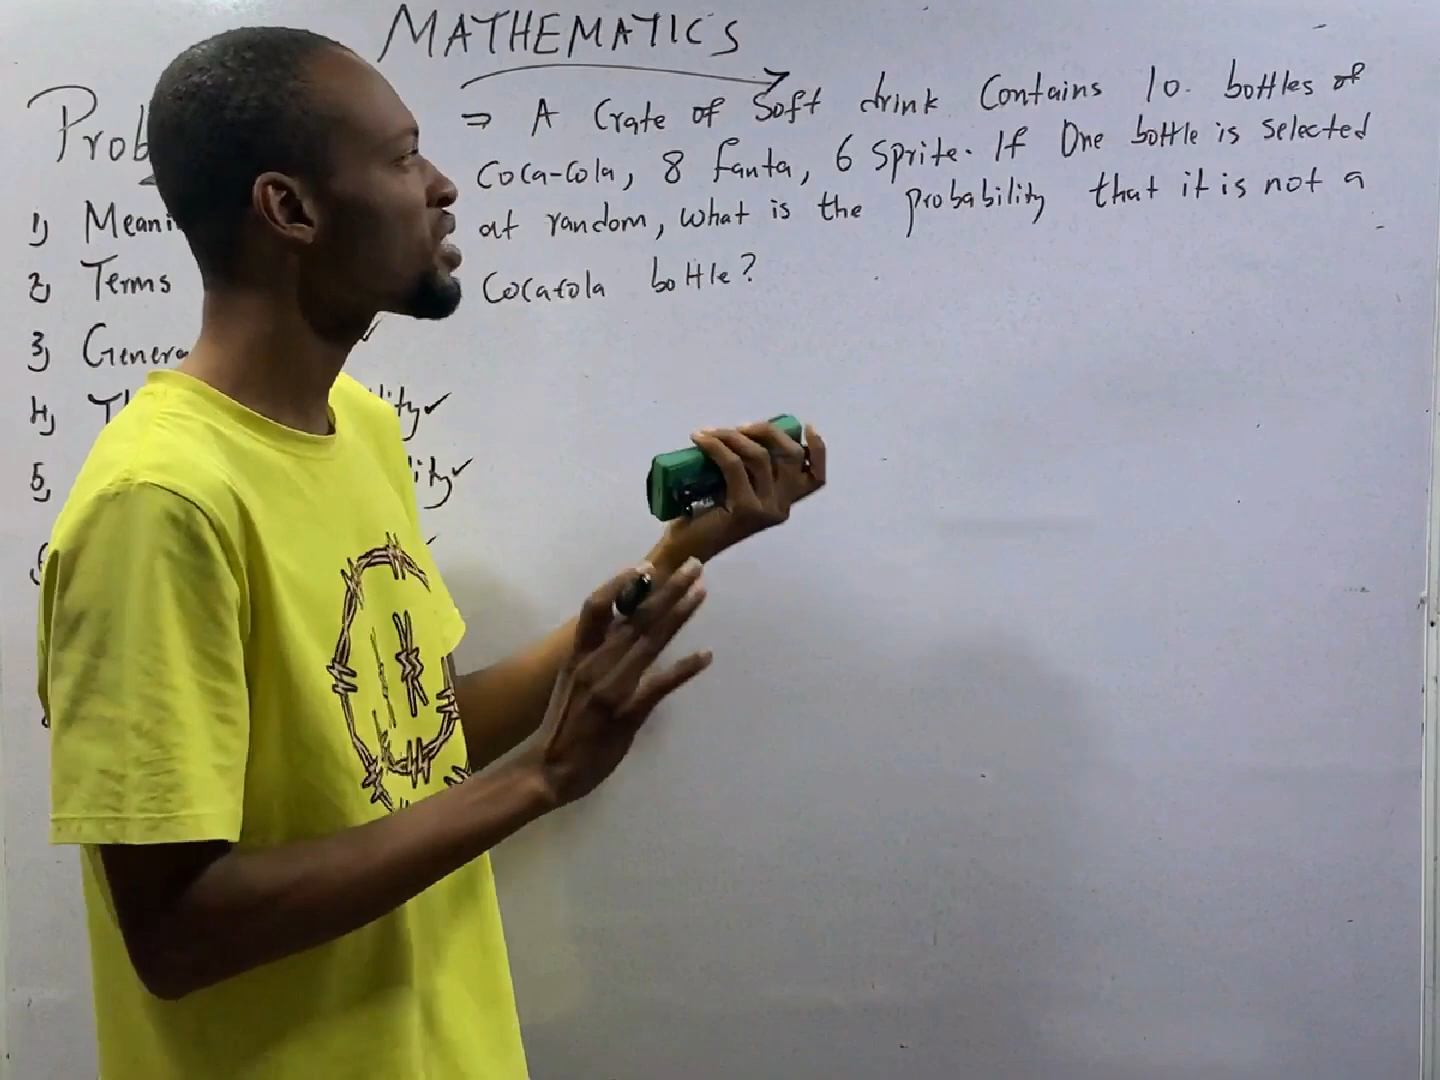 MATHEMATICS
Prob
1) Meani
2) Terms
3) Genera
4) T lity ✓
5) ility ✓
⇒ A Crate of Soft drink Contains 10. bottles of
Coca-Cola, 8 fanta, 6 Sprite. If One bottle is selected
at random, what is the probability that it is not a
Cocacola bottle?